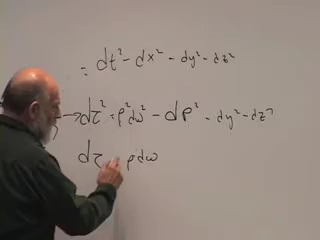 = dt² - dx² - dy² - dz²
→ dτ² = ρ²dω² - dρ² - dy² - dz²
dτ = ρdω